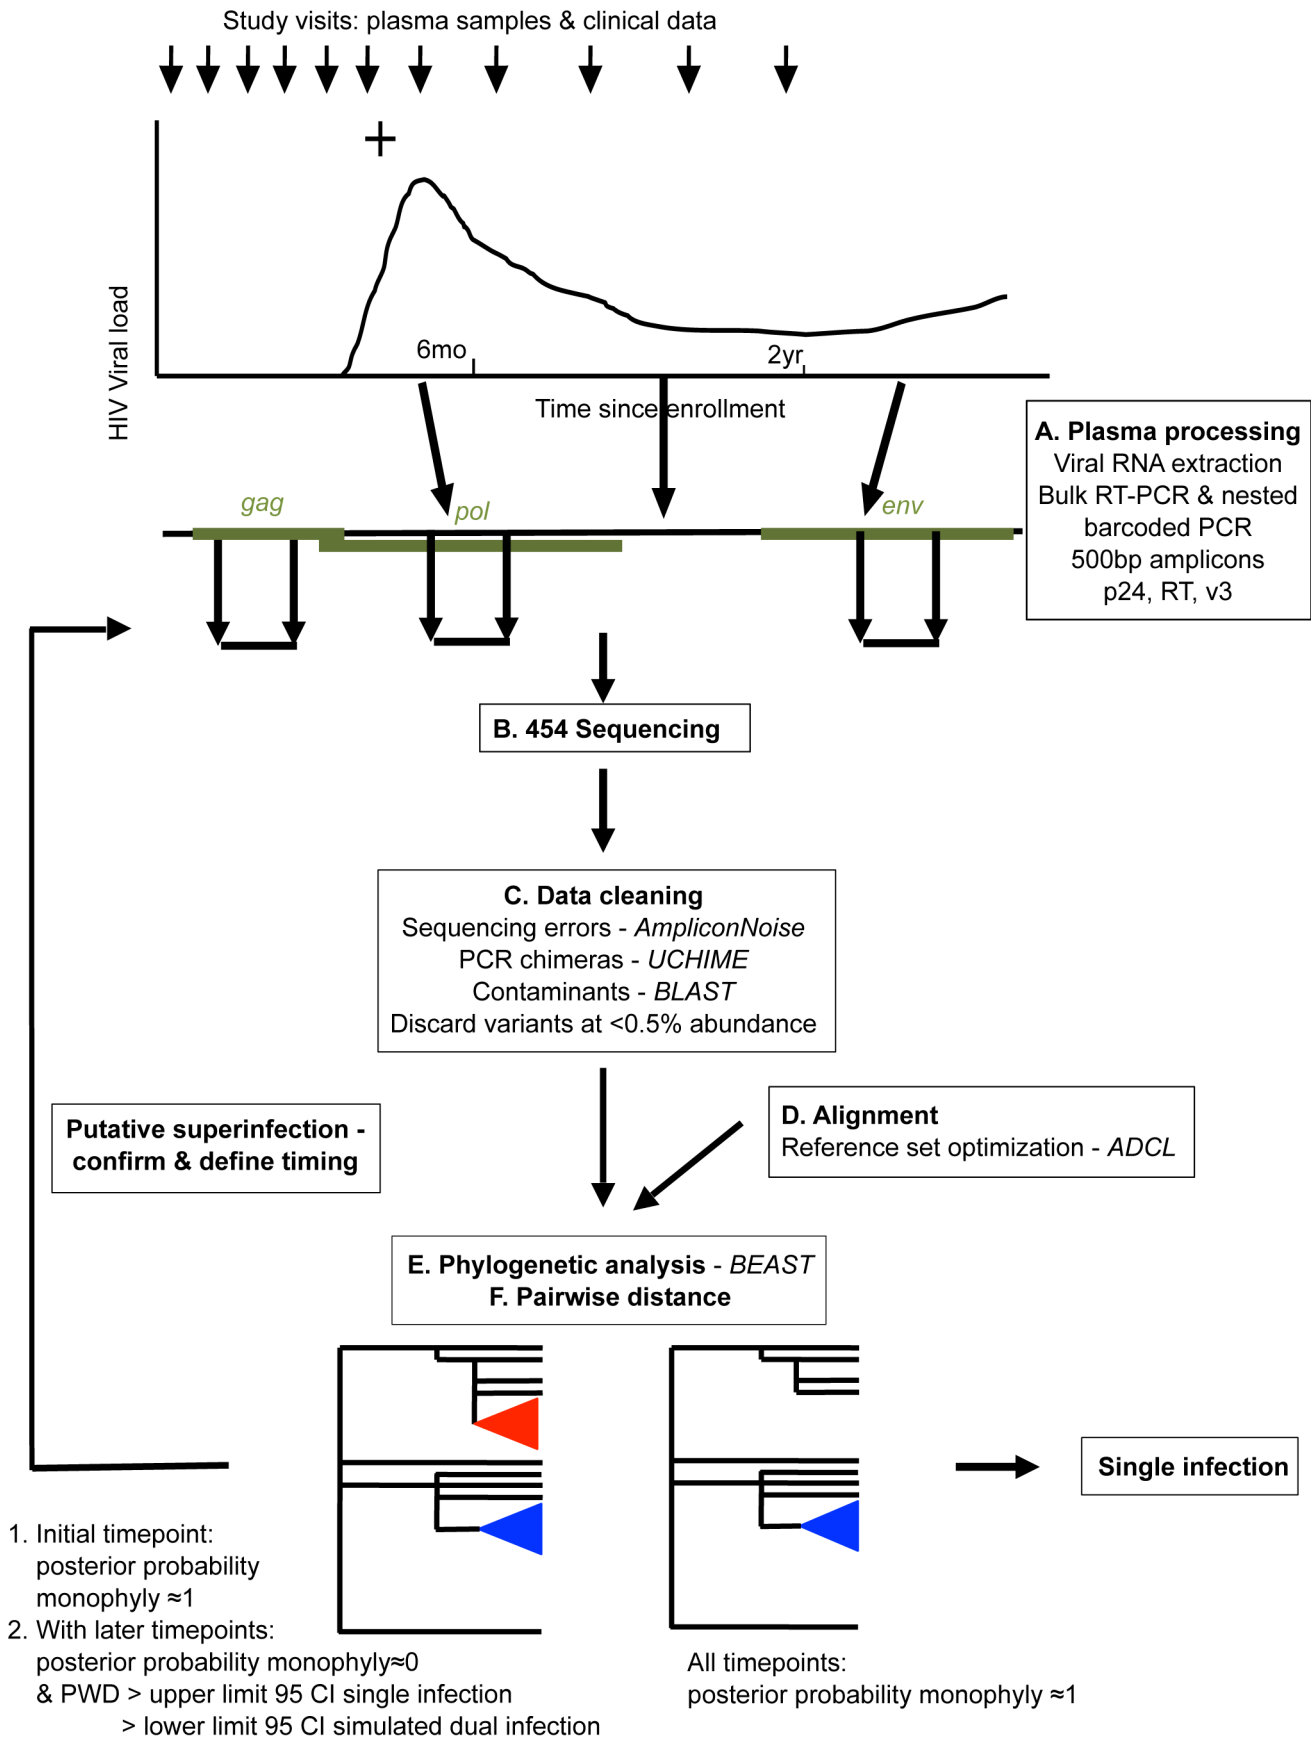 Study visits: plasma samples & clinical data
+
HIV Viral load
6mo
2yr
Time since enrollment
A. Plasma processing
Viral RNA extraction
Bulk RT-PCR & nested
barcoded PCR
500bp amplicons
p24, RT, v3
gag
pol
env
B. 454 Sequencing
C. Data cleaning
Sequencing errors - AmpliconNoise
PCR chimeras - UCHIME
Contaminants - BLAST
Discard variants at <0.5% abundance
Putative superinfection -
confirm & define timing
D. Alignment
Reference set optimization - ADCL
E. Phylogenetic analysis - BEAST
F. Pairwise distance
Single infection
1. Initial timepoint:
posterior probability
monophyly ≈1
2. With later timepoints:
posterior probability monophyly≈0
& PWD > upper limit 95 CI single infection
> lower limit 95 CI simulated dual infection
All timepoints:
posterior probability monophyly ≈1